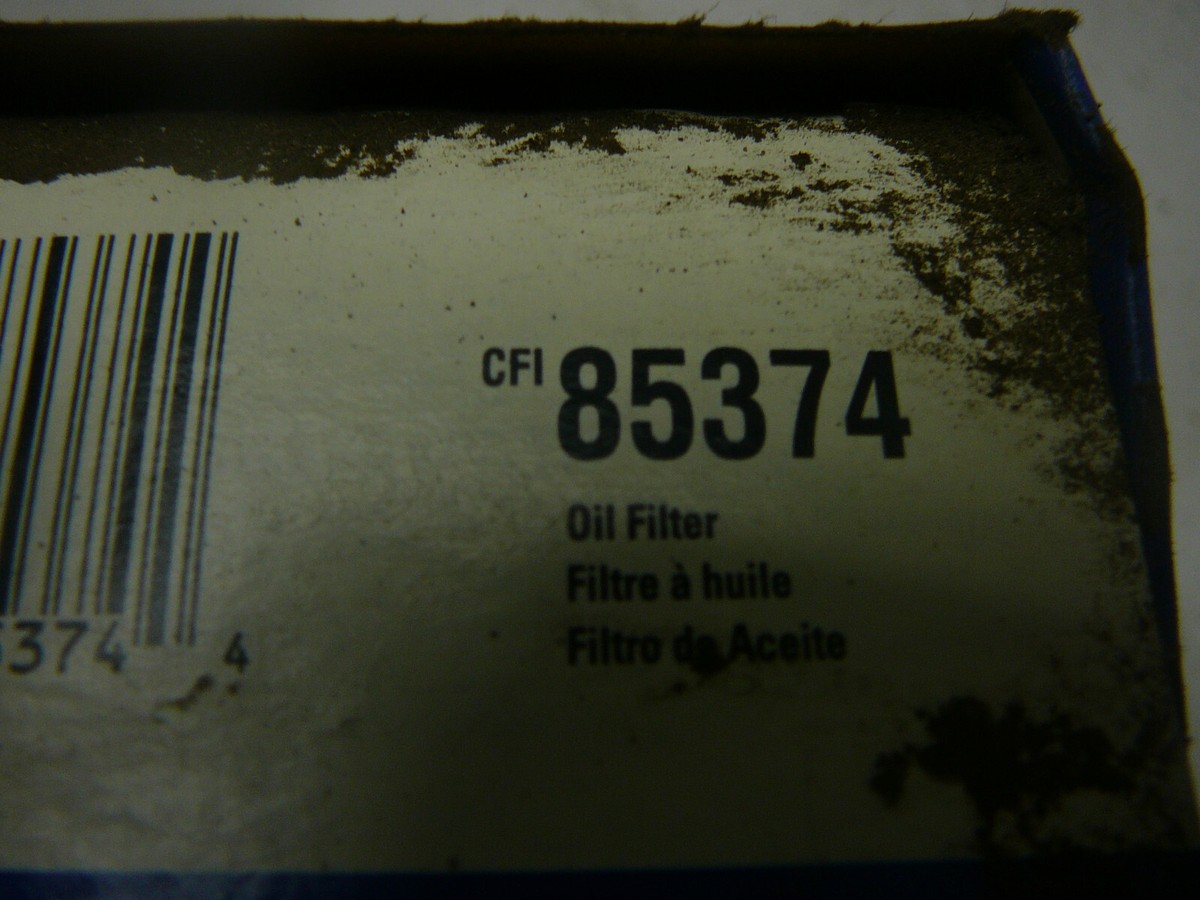 CFI 85374
Oil Filter
Filtre à huile
Filtro de Aceite
5374 4